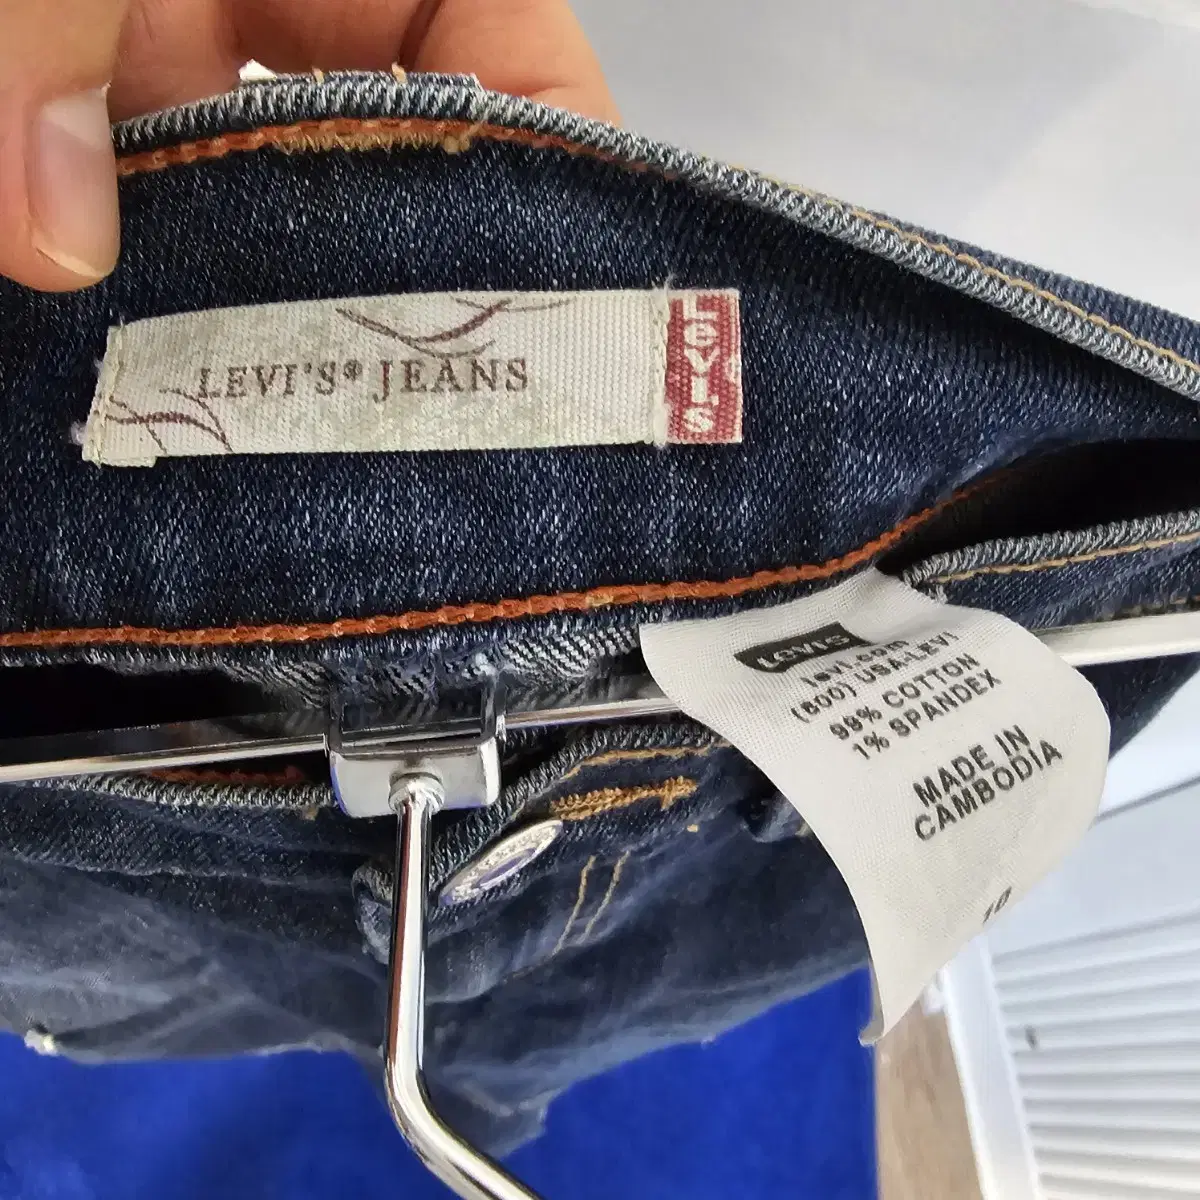 LEVI'S® JEANS
LEVI'S
Levi's
levi.com
(800) USA-LEVI
99% COTTON
1% SPANDEX
MADE IN
CAMBODIA
10